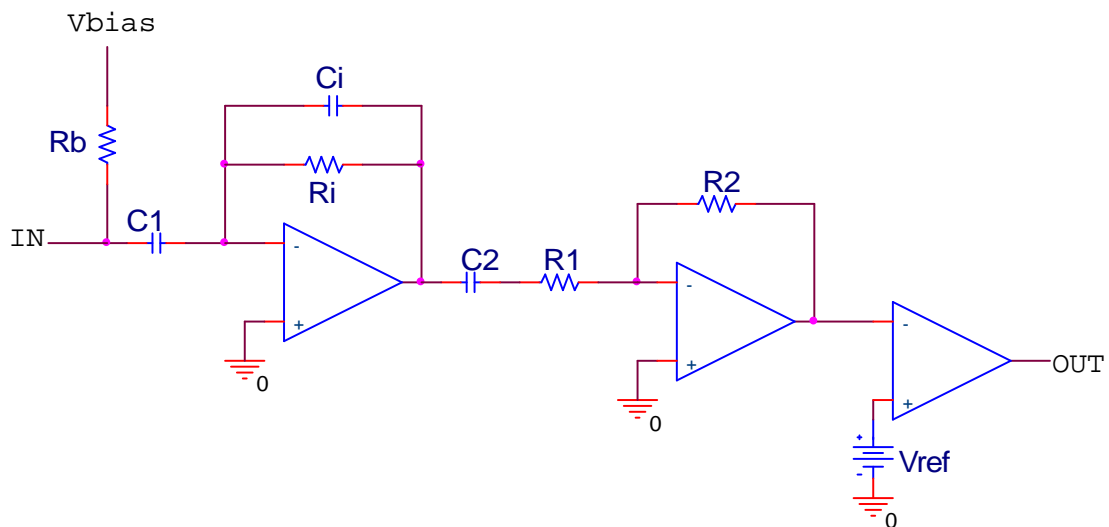 Vbias
Ci
Rb
Ri
R2
C1
IN
-
C2
R1
+
0
-
+
0
-
OUT
+
+
Vref
-
0